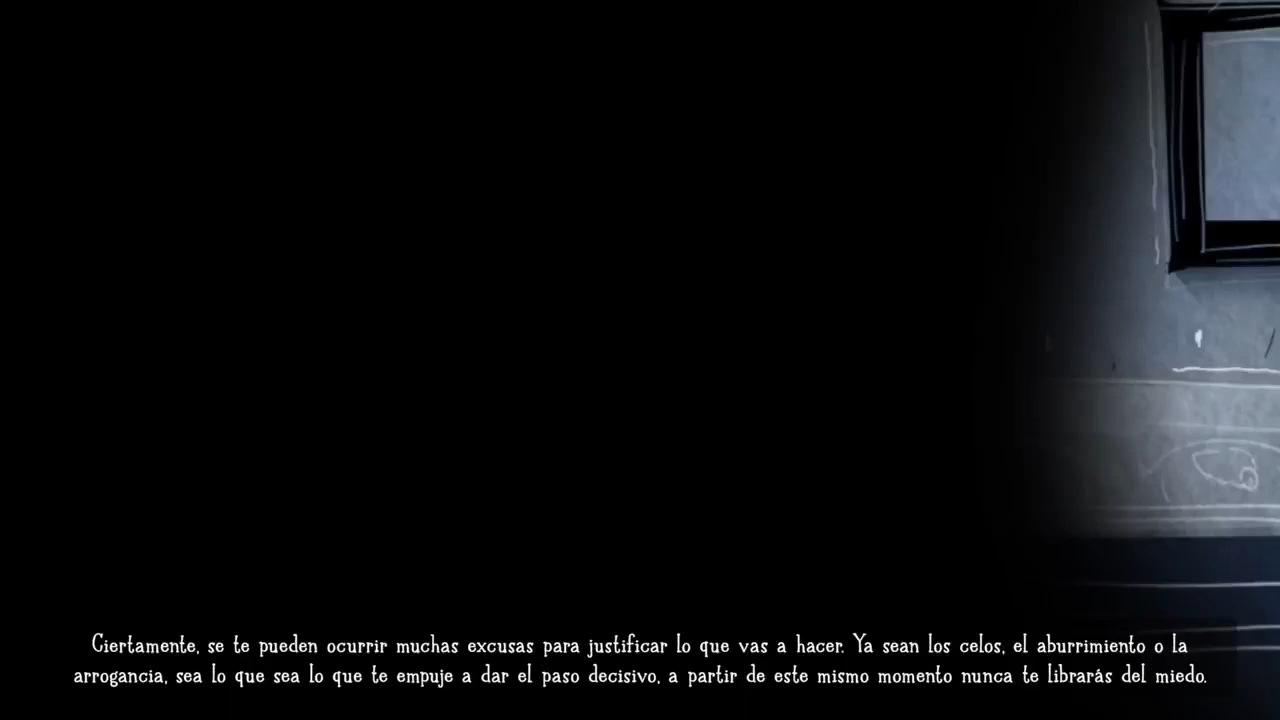 Ciertamente, se te pueden ocurrir muchas excusas para justificar lo que vas a hacer. Ya sean los celos, el aburrimiento o la
arrogancia, sea lo que sea lo que te empuje a dar el paso decisivo, a partir de este mismo momento nunca te librarás del miedo.